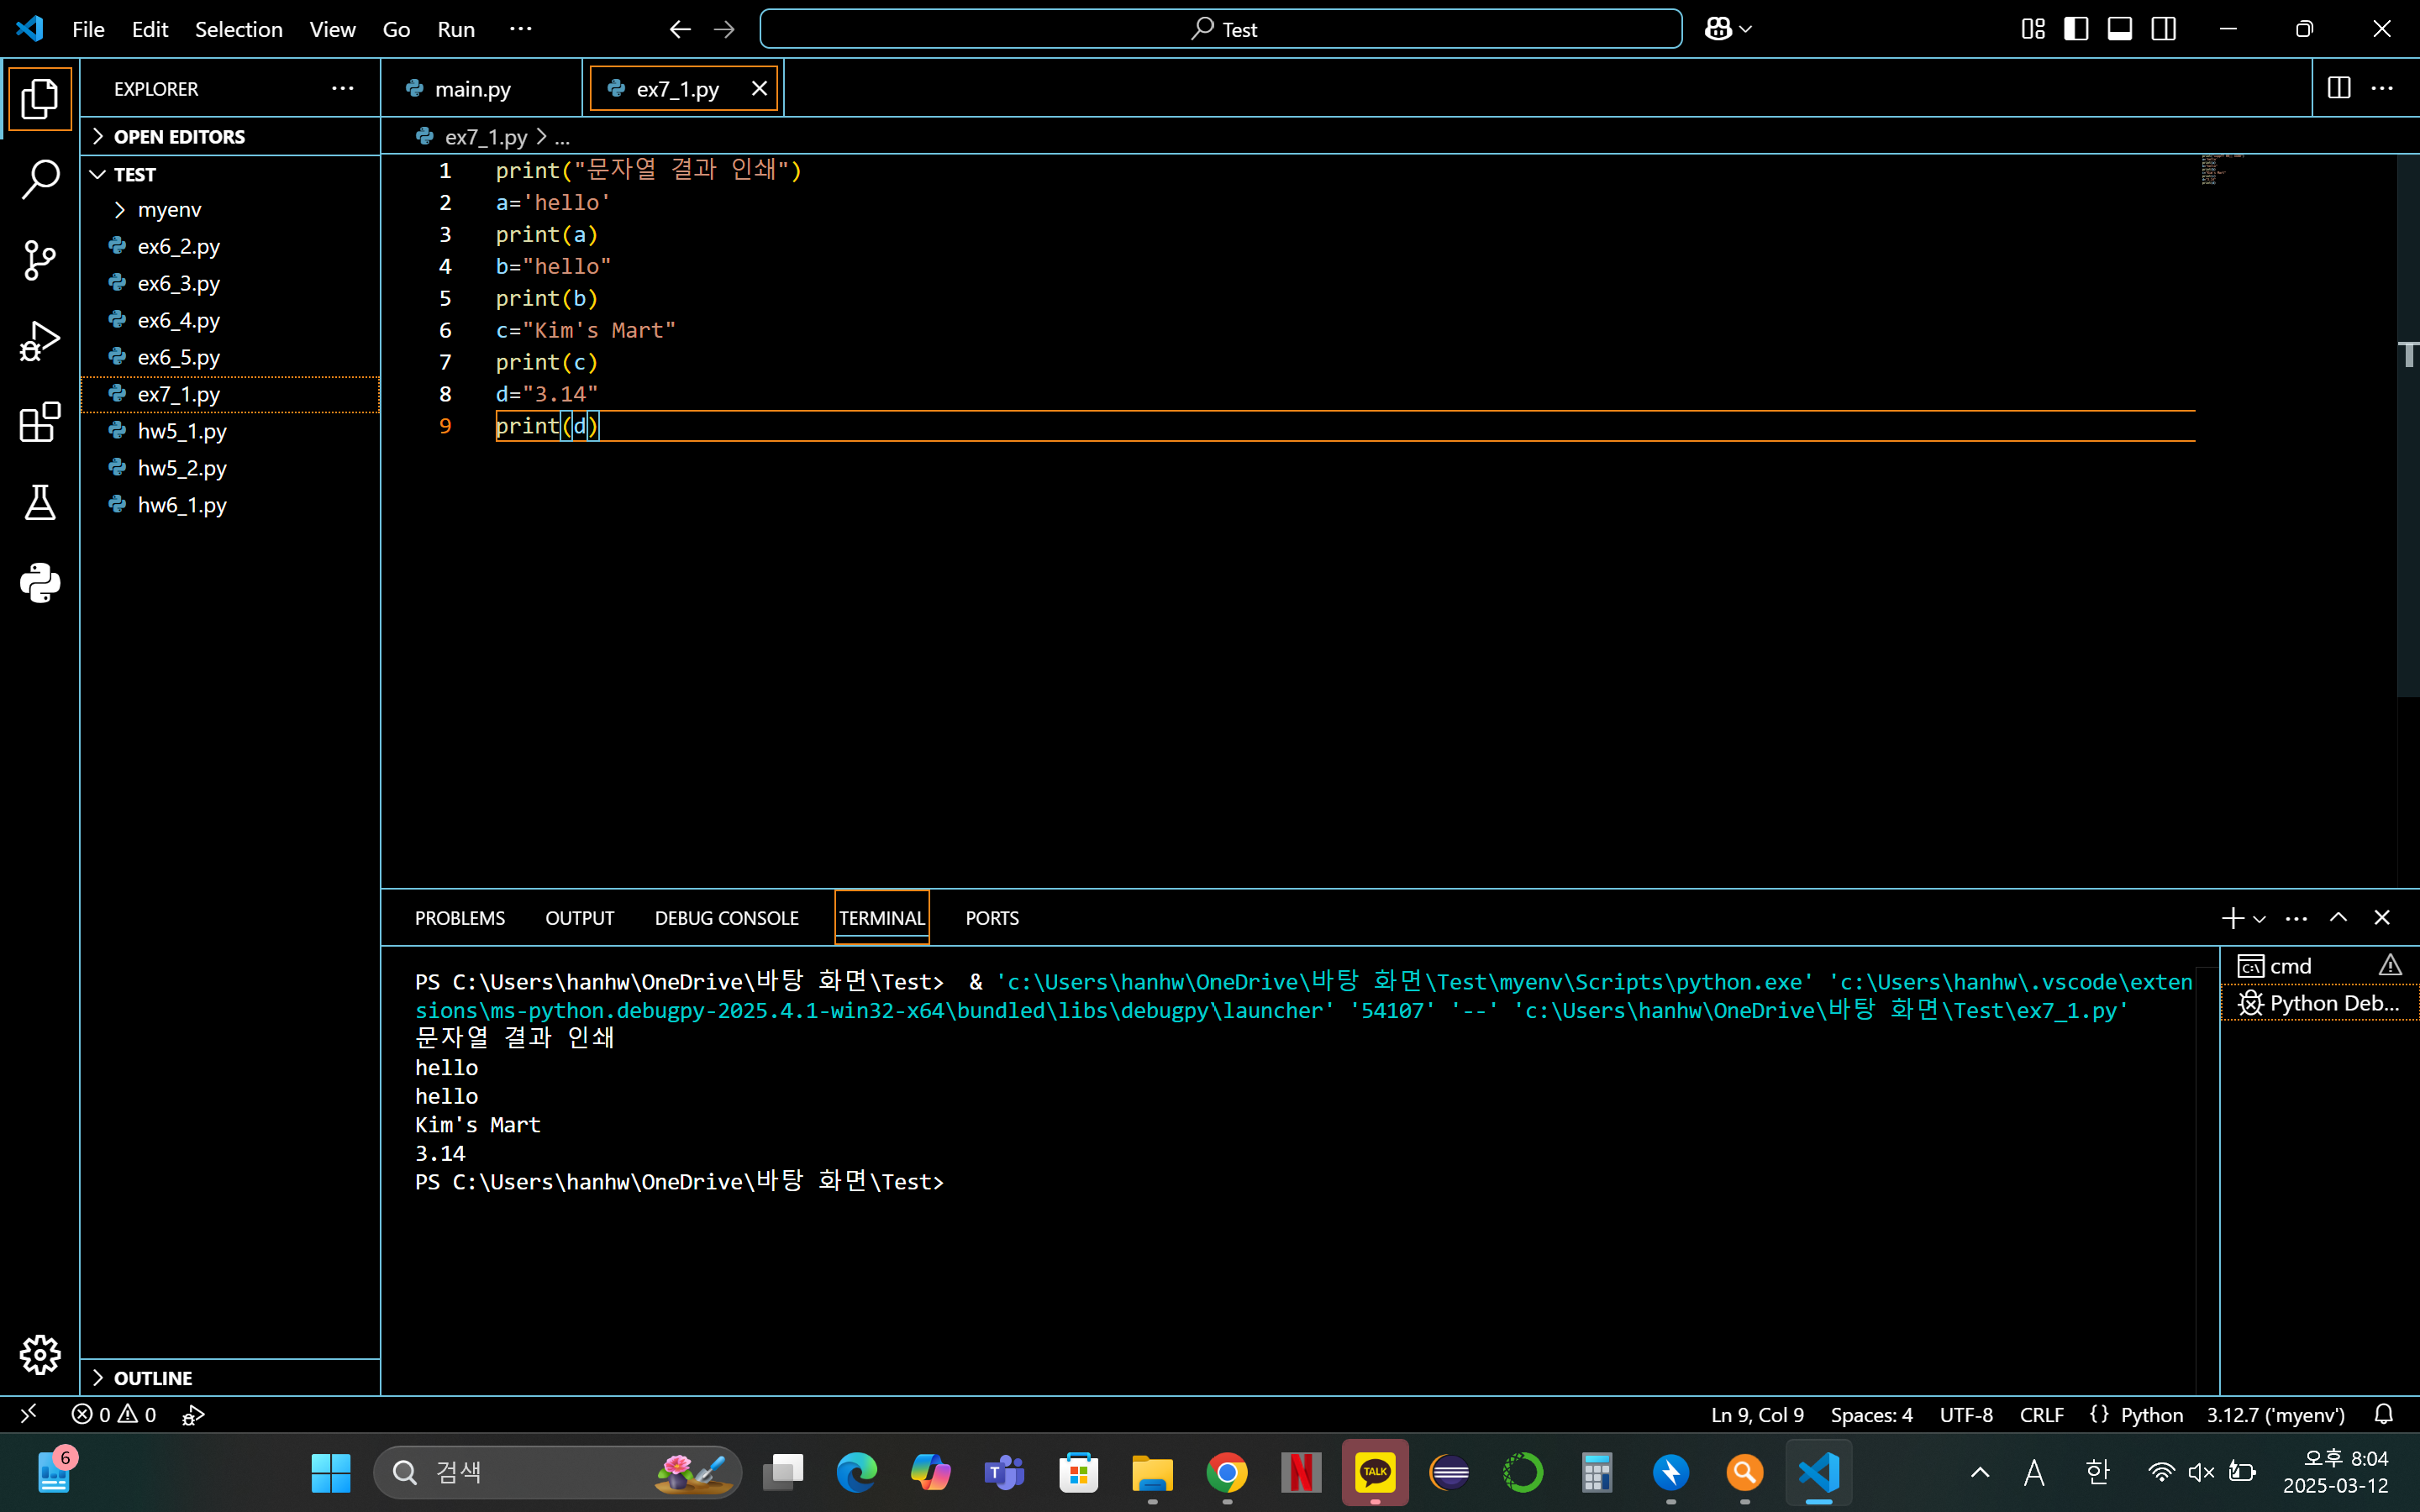 File Edit Selection View Go Run ...
Test
EXPLORER
main.py
ex7_1.py
OPEN EDITORS
ex7_1.py > ...
TEST
myenv
ex6_2.py
ex6_3.py
ex6_4.py
ex6_5.py
ex7_1.py
hw5_1.py
hw5_2.py
hw6_1.py
OUTLINE
1 print("문자열 결과 인쇄")
2 a='hello'
3 print(a)
4 b="hello"
5 print(b)
6 c="Kim's Mart"
7 print(c)
8 d="3.14"
9 print(d)
PROBLEMS OUTPUT DEBUG CONSOLE TERMINAL PORTS
PS C:\Users\hanhw\OneDrive\바탕 화면\Test>  & 'c:\Users\hanhw\OneDrive\바탕 화면\Test\myenv\Scripts\python.exe' 'c:\Users\hanhw\.vscode\exten
sions\ms-python.debugpy-2025.4.1-win32-x64\bundled\libs\debugpy\launcher' '54107' '--' 'c:\Users\hanhw\OneDrive\바탕 화면\Test\ex7_1.py'
문자열 결과 인쇄
hello
hello
Kim's Mart
3.14
PS C:\Users\hanhw\OneDrive\바탕 화면\Test>
cmd
Python Deb...
0 0
Ln 9, Col 9 Spaces: 4 UTF-8 CRLF {} Python 3.12.7 ('myenv')
6
검색
TALK
A 한
오후 8:04
2025-03-12